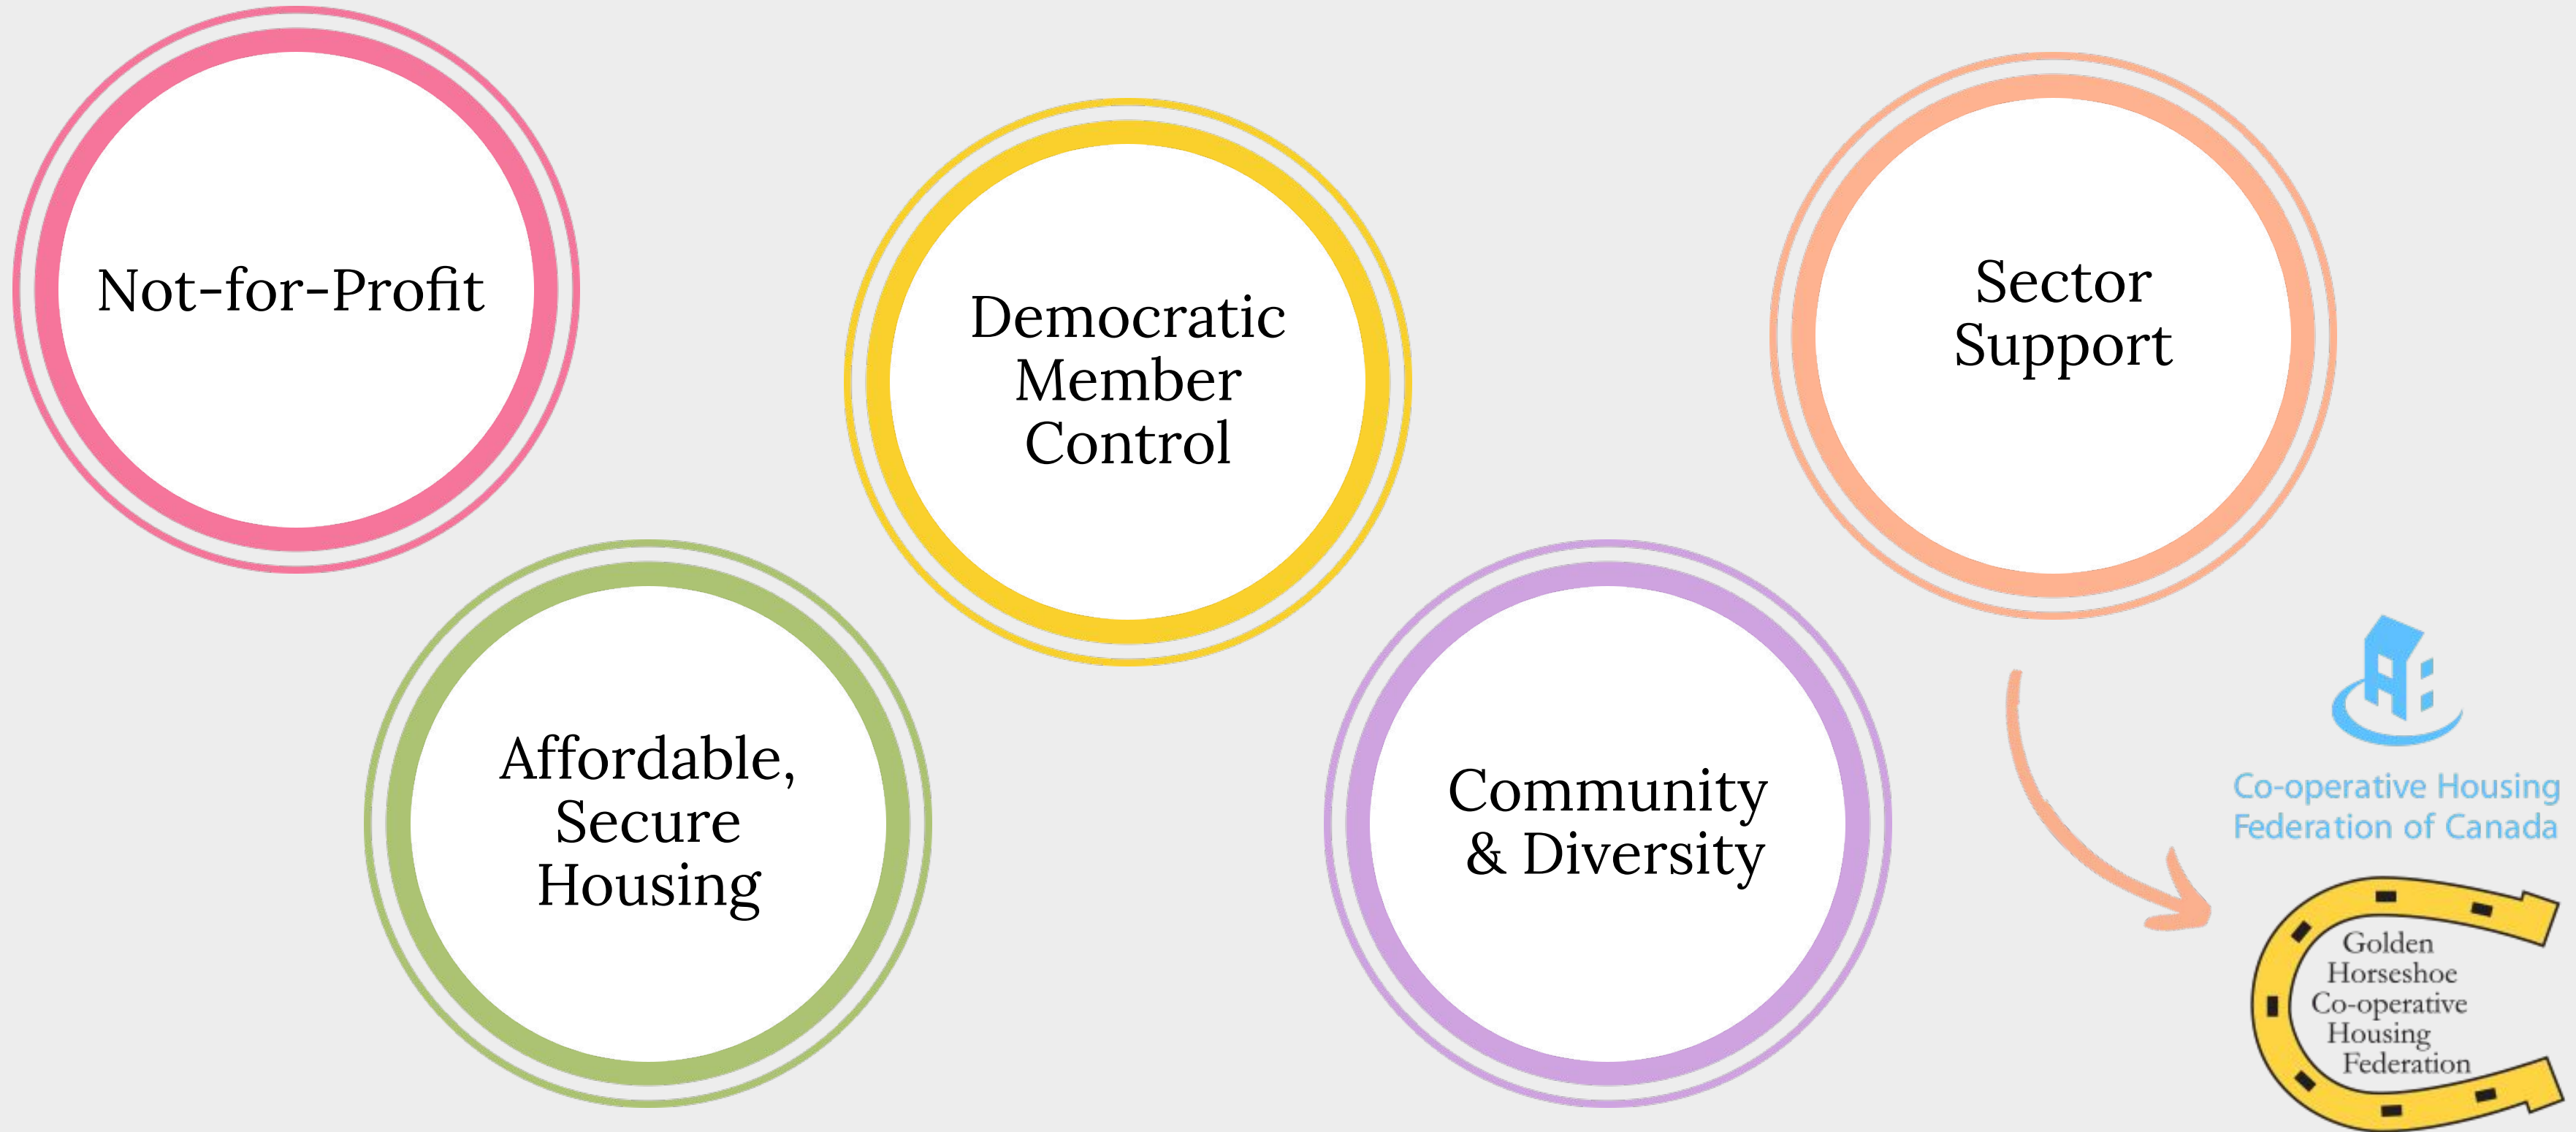 Not-for-Profit
Affordable,
Secure
Housing
Democratic
Member
Control
Community
& Diversity
Sector
Support
Co-operative Housing
Federation of Canada
Golden
Horseshoe
Co-operative
Housing
Federation